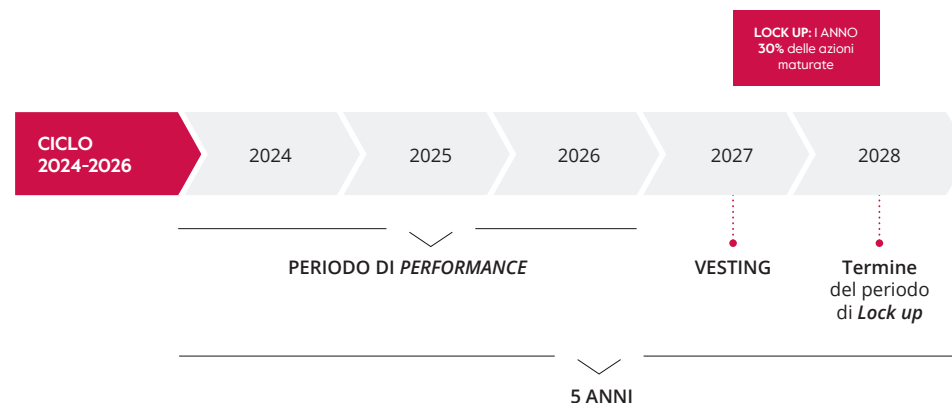 LOCK UP: I ANNO
30% delle azioni
maturate
CICLO
2024-2026
2024
2025
2026
2027
2028
PERIODO DI PERFORMANCE
VESTING
Termine
del periodo
di Lock up
5 ANNI